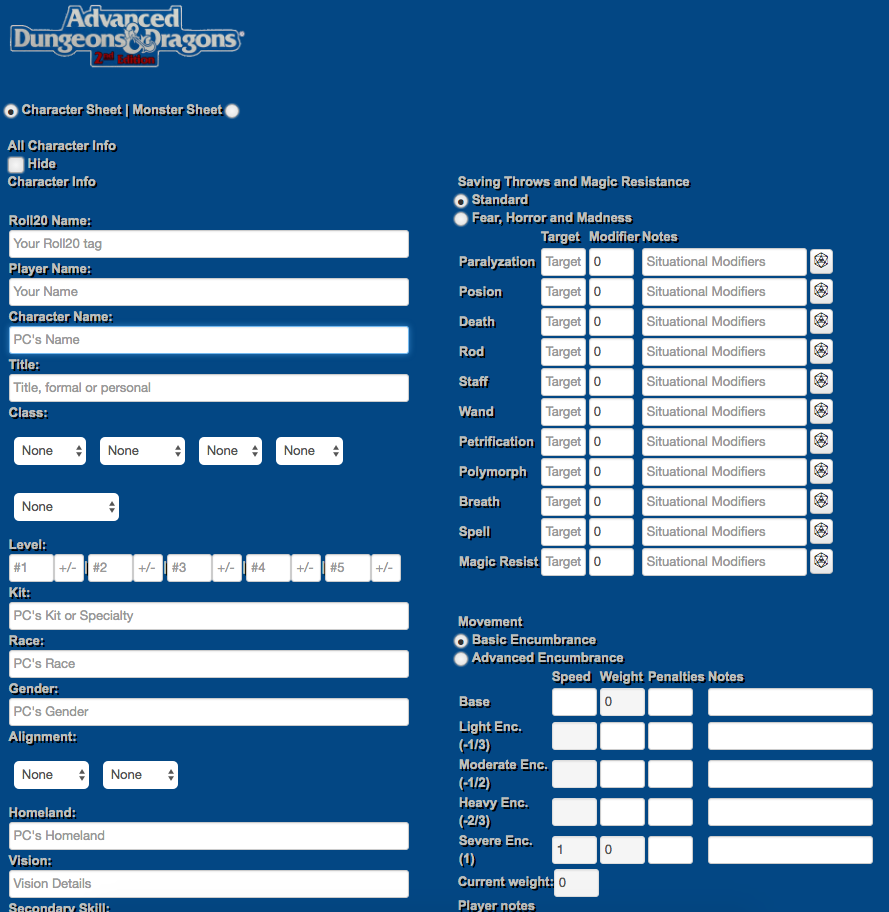 Advanced
Dungeons & Dragons®
2nd Edition
Character Sheet | Monster Sheet
All Character Info
Hide
Character Info
Roll20 Name:
Your Roll20 tag
Player Name:
Your Name
Character Name:
PC's Name
Title:
Title, formal or personal
Class:
None None None None
None
Level:
#1 +/- | #2 +/- | #3 +/- | #4 +/- | #5 +/-
Kit:
PC's Kit or Specialty
Race:
PC's Race
Gender:
PC's Gender
Alignment:
None None
Homeland:
PC's Homeland
Vision:
Vision Details
Secondary Skill:
Saving Throws and Magic Resistance
Standard
Fear, Horror and Madness
Target Modifier Notes
Paralyzation Target 0 Situational Modifiers
Posion Target 0 Situational Modifiers
Death Target 0 Situational Modifiers
Rod Target 0 Situational Modifiers
Staff Target 0 Situational Modifiers
Wand Target 0 Situational Modifiers
Petrification Target 0 Situational Modifiers
Polymorph Target 0 Situational Modifiers
Breath Target 0 Situational Modifiers
Spell Target 0 Situational Modifiers
Magic Resist Target 0 Situational Modifiers
Movement
Basic Encumbrance
Advanced Encumbrance
Speed Weight Penalties Notes
Base 0
Light Enc.
(-1/3)
Moderate Enc.
(-1/2)
Heavy Enc.
(-2/3)
Severe Enc. 1 0
(1)
Current weight: 0
Player notes